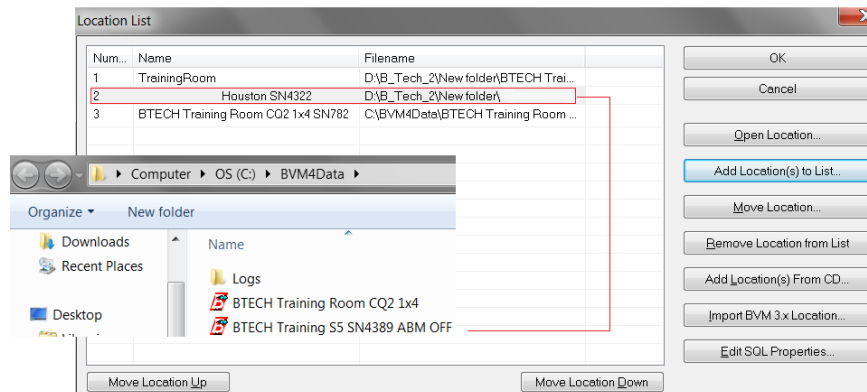 Location List
Num... Name Filename
1 TrainingRoom D:\B_Tech_2\New folder\BTECH Trai...
2 Houston SN4322 D:\B_Tech_2\New folder\
3 BTECH Training Room CQ2 1x4 SN782 C:\BVM4Data\BTECH Training Room ...
OK
Cancel
Open Location...
Add Location(s) to List...
Move Location...
Remove Location from List
Add Location(s) From CD...
Import BVM 3.x Location...
Edit SQL Properties...
Computer OS (C:) BVM4Data
Organize New folder
Downloads
Recent Places
Desktop
Name
Logs
BTECH Training Room CQ2 1x4
BTECH Training S5 SN4389 ABM OFF
Move Location Up
Move Location Down